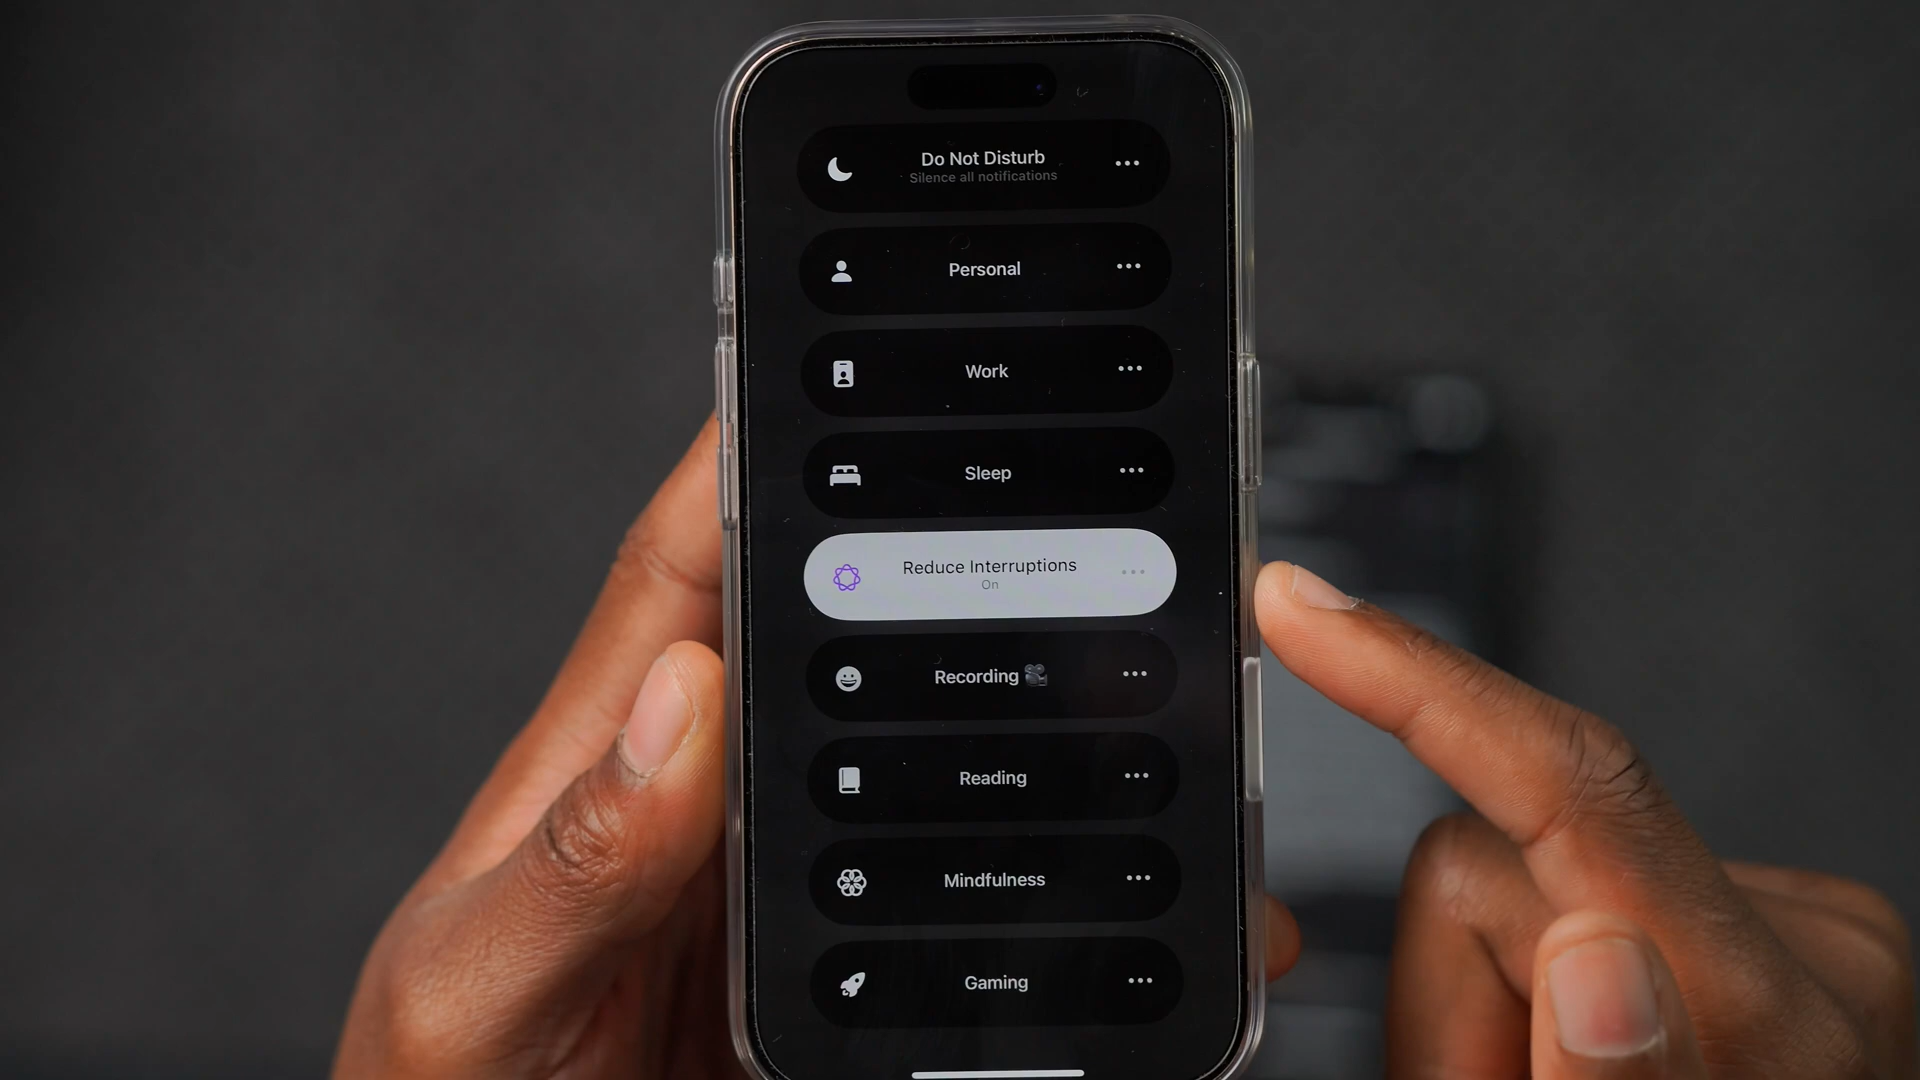 Do Not Disturb
Silence all notifications
Personal
Work
Sleep
Reduce Interruptions
On
Recording 🎥
Reading
Mindfulness
Gaming